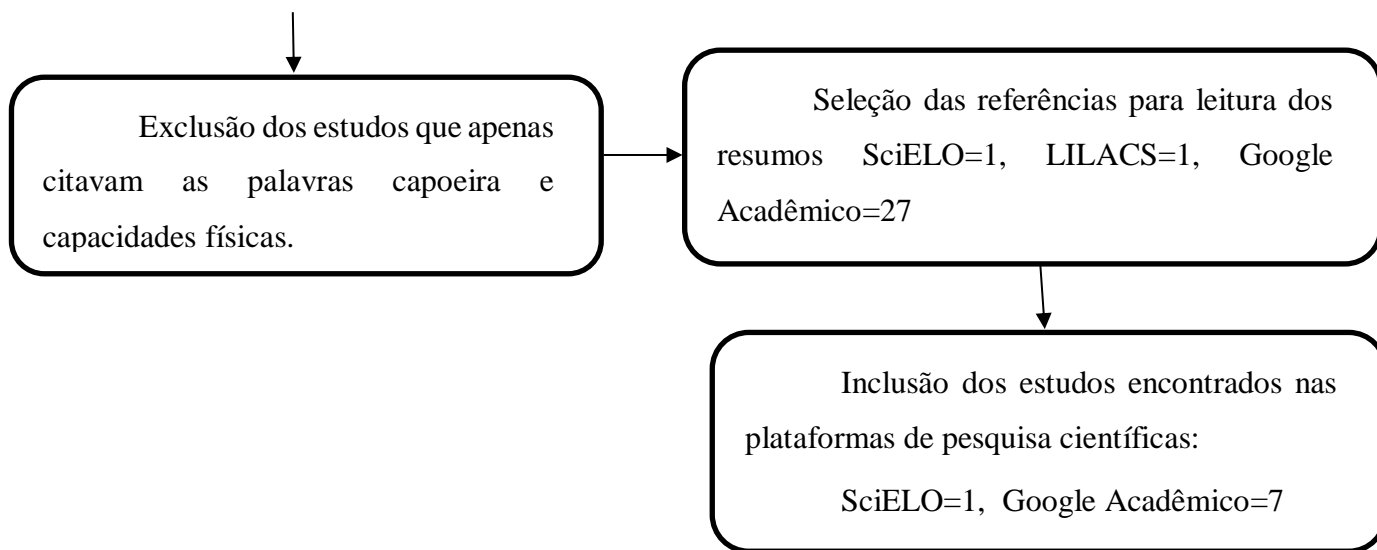 Exclusão dos estudos que apenas
citavam as palavras capoeira e
capacidades físicas.
Seleção das referências para leitura dos
resumos SciELO=1, LILACS=1, Google
Acadêmico=27
Inclusão dos estudos encontrados nas
plataformas de pesquisa científicas:
SciELO=1, Google Acadêmico=7